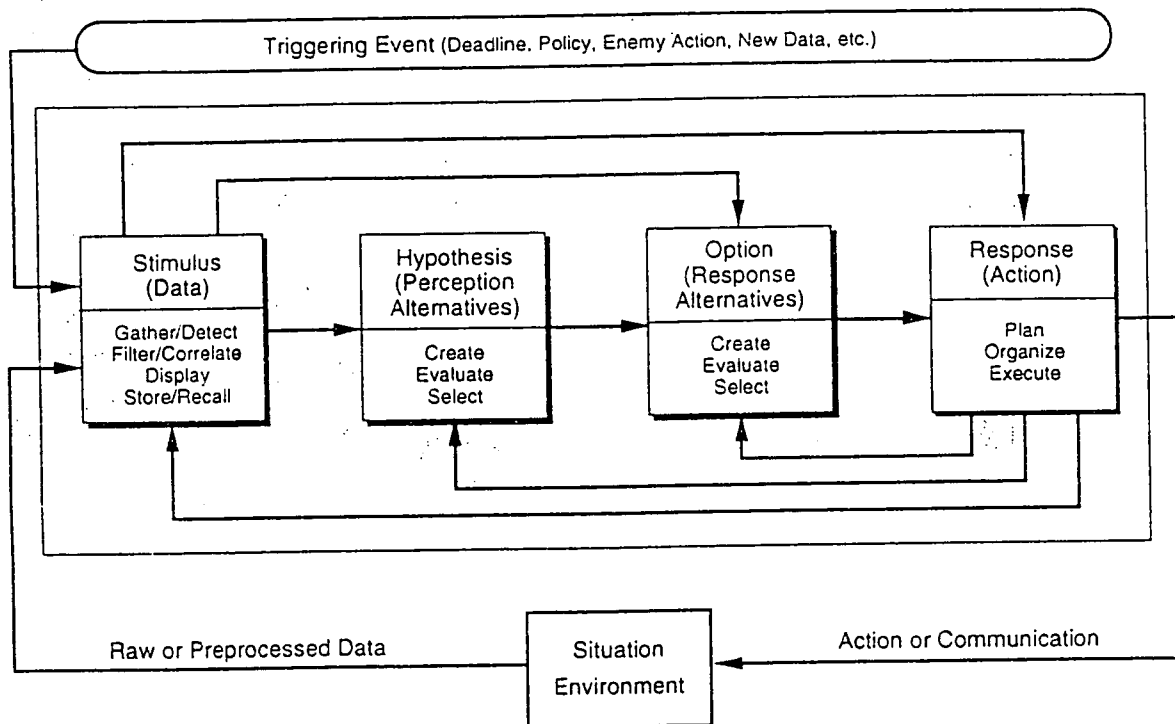 Triggering Event (Deadline, Policy, Enemy Action, New Data, etc.)
Stimulus
(Data)
Gather/Detect
Filter/Correlate
Display
Store/Recall
Hypothesis
(Perception
Alternatives)
Create
Evaluate
Select
Option
(Response
Alternatives)
Create
Evaluate
Select
Response
(Action)
Plan
Organize
Execute
Raw or Preprocessed Data
Situation
Environment
Action or Communication